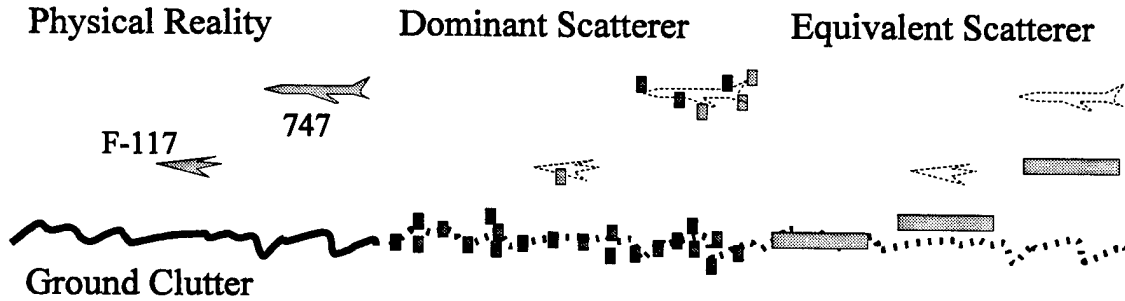 Physical Reality
Dominant Scatterer
Equivalent Scatterer
747
F-117
Ground Clutter